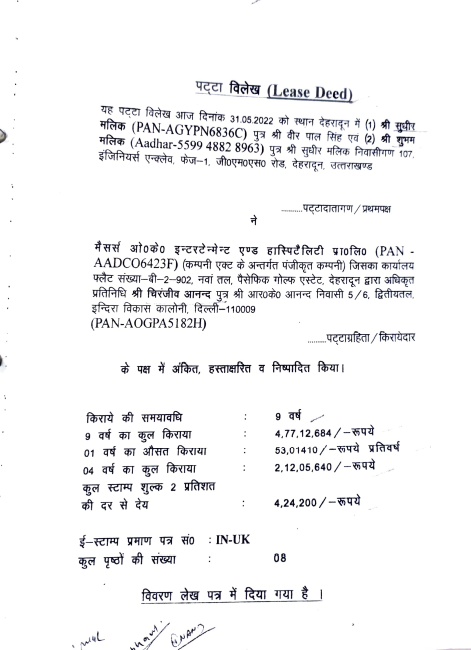 पट्टा विलेख (Lease Deed)
यह पट्टा विलेख आज दिनांक 31.05.2022 को स्थान देहरादून में (1) श्री सुधीर
मलिक (PAN-AGYPN6836C) पुत्र श्री वीर पाल सिंह एवं (2) श्री शुभम
मलिक (Aadhar-5599 4882 8963) पुत्र श्री सुधीर मलिक निवासीगण 107,
इंजिनियर्स एन्क्लेव, फेज-1, जी0एम0एस0 रोड, देहरादून, उत्तराखण्ड
..........पट्टादातागण / प्रथमपक्ष
ने
मैसर्स ओ0के0 इन्टरटेन्मेन्ट एण्ड हास्पिटैलिटी प्रा0लि0 (PAN -
AADCO6423F) (कम्पनी एक्ट के अन्तर्गत पंजीकृत कम्पनी) जिसका कार्यालय
फ्लैट संख्या-बी-2-902, नवां तल, पैसेफिक गोल्फ एस्टेट, देहरादून द्वारा अधिकृत
प्रतिनिधि श्री चिरंजीव आनन्द पुत्र श्री आर0के0 आनन्द निवासी 5/6, द्वितीयतल,
इन्दिरा विकास कालोनी, दिल्ली-110009
(PAN-AOGPA5182H)
.........पट्टाग्रहिता / किरायेदार
के पक्ष में अंकित, हस्ताक्षरित व निष्पादित किया।
किराये की समयावधि : 9 वर्ष
9 वर्ष का कुल किराया : 4,77,12,684/-रूपये
01 वर्ष का औसत किराया : 53,01410/-रूपये प्रतिवर्ष
04 वर्ष का कुल किराया : 2,12,05,640/-रूपये
कुल स्टाम्प शुल्क 2 प्रतिशत
की दर से देय : 4,24,200/-रूपये
ई-स्टाम्प प्रमाण पत्र सं0 : IN-UK
कुल पृष्ठों की संख्या : 08
विवरण लेख पत्र में दिया गया है ।